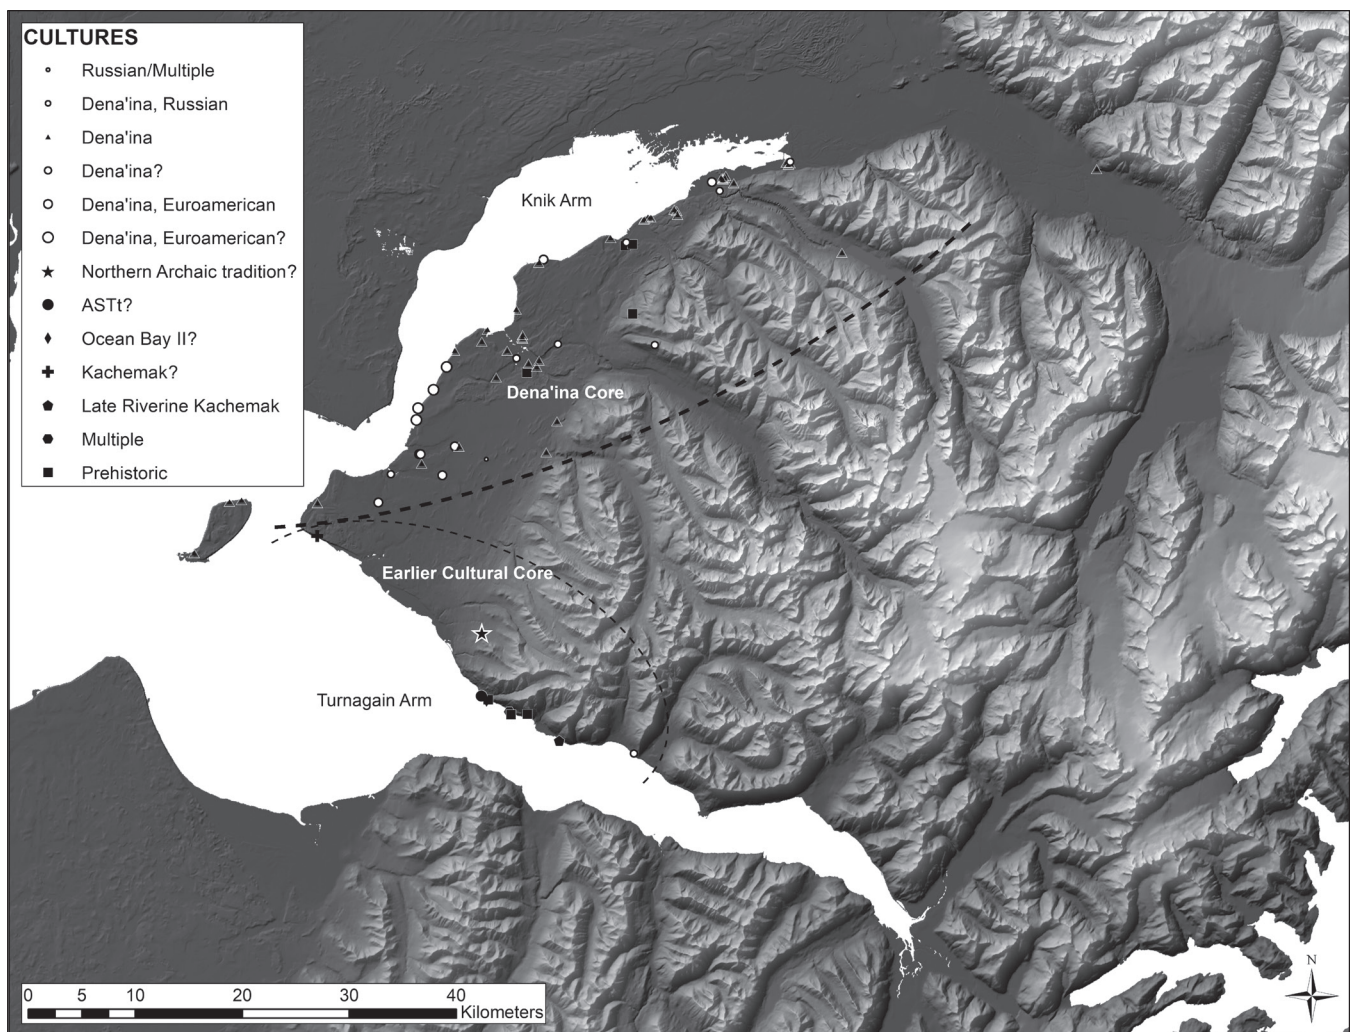 CULTURES
Russian/Multiple
Dena'ina, Russian
Dena'ina
Dena'ina?
Dena'ina, Euroamerican
Dena'ina, Euroamerican?
Northern Archaic tradition?
ASTt?
Ocean Bay II?
Kachemak?
Late Riverine Kachemak
Multiple
Prehistoric
Knik Arm
Dena'ina Core
Earlier Cultural Core
Turnagain Arm
0 5 10 20 30 40
Kilometers
N